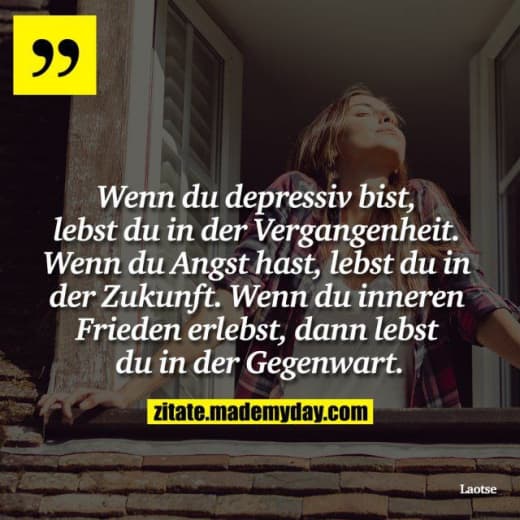 ”
Wenn du depressiv bist,
lebst du in der Vergangenheit.
Wenn du Angst hast, lebst du in
der Zukunft. Wenn du inneren
Frieden erlebst, dann lebst
du in der Gegenwart.
zitate.mademyday.com
Laotse